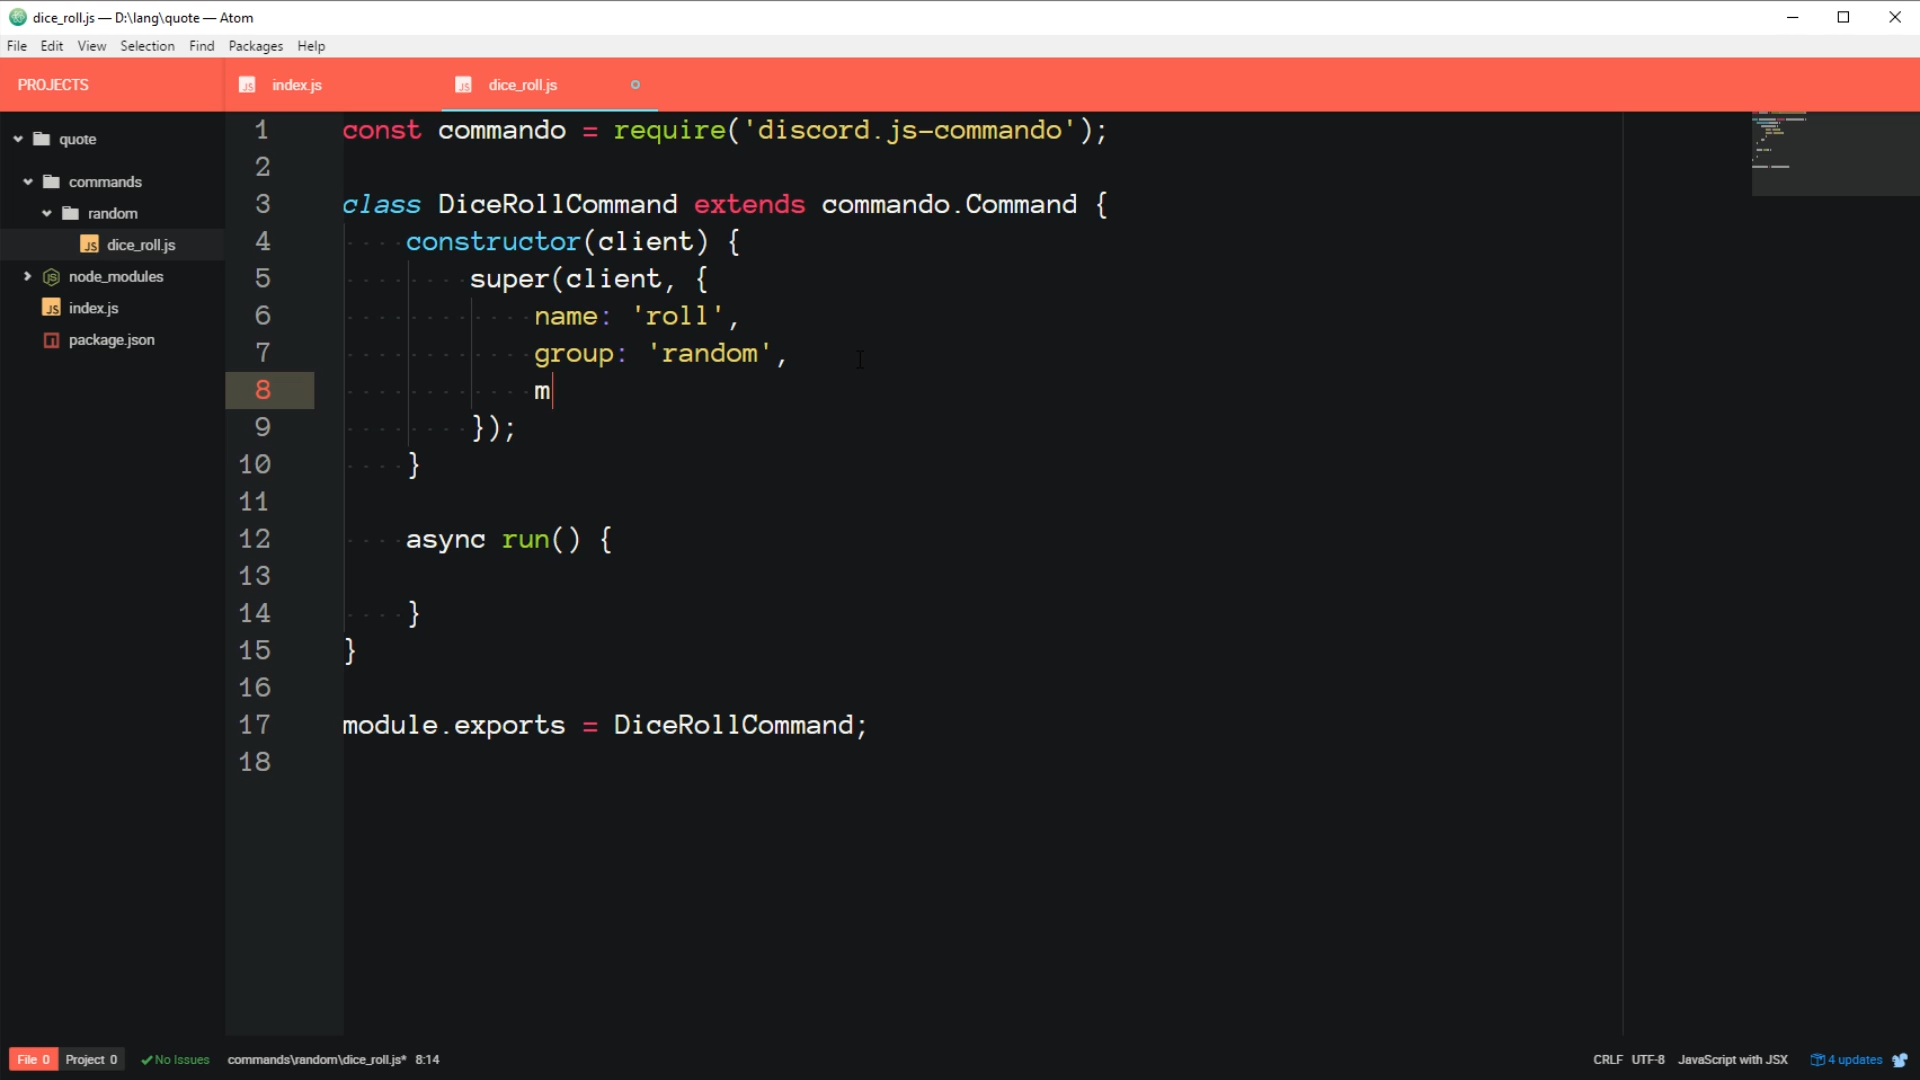 dice_roll.js — D:\lang\quote — Atom
File Edit View Selection Find Packages Help
PROJECTS
index.js
dice_roll.js
quote
commands
random
dice_roll.js
node_modules
index.js
package.json
1 const commando = require('discord.js-commando');
2
3 class DiceRollCommand extends commando.Command {
4 constructor(client) {
5 super(client, {
6 name: 'roll',
7 group: 'random',
8 m
9 });
10 }
11
12 async run() {
13
14 }
15 }
16
17 module.exports = DiceRollCommand;
18
File 0 Project 0 No Issues commands\random\dice_roll.js* 8:14 CRLF UTF-8 JavaScript with JSX 4 updates